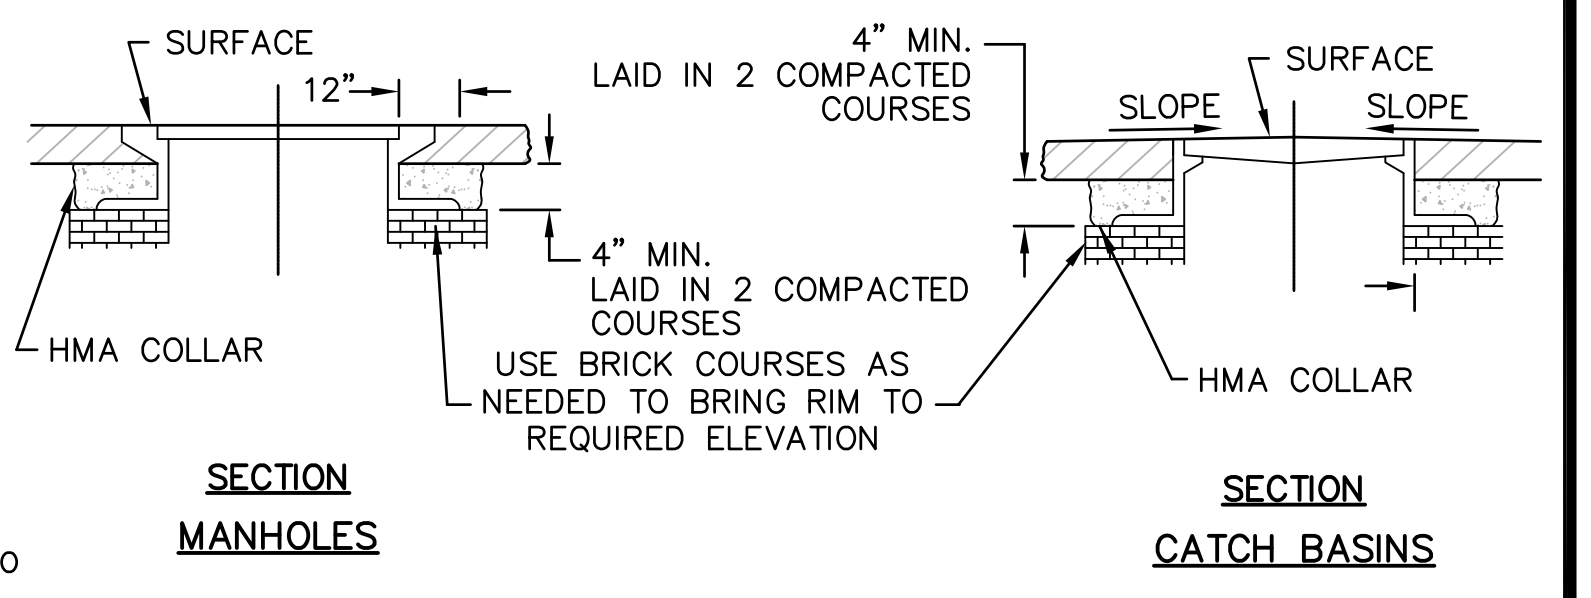 SURFACE
12”
HMA COLLAR
4” MIN.
LAID IN 2 COMPACTED
COURSES
4” MIN.
LAID IN 2 COMPACTED
COURSES
USE BRICK COURSES AS
NEEDED TO BRING RIM TO
REQUIRED ELEVATION
SURFACE
SLOPE
SLOPE
HMA COLLAR
SECTION
MANHOLES
SECTION
CATCH BASINS
O